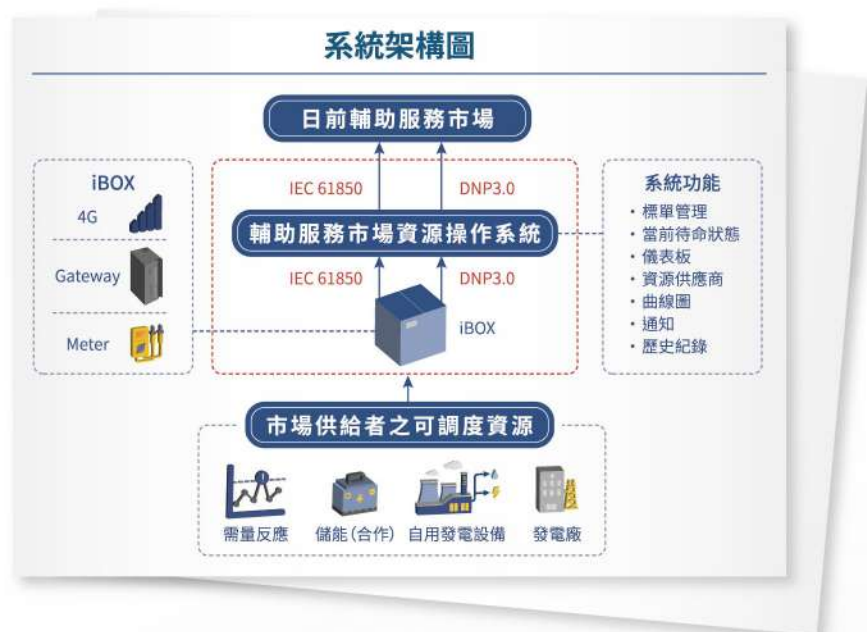 系統架構圖
日前輔助服務市場
IEC 61850
DNP3.0
iBOX
4G
Gateway
Meter
輔助服務市場資源操作系統
IEC 61850
DNP3.0
iBOX
系統功能
・標單管理
・當前待命狀態
・儀表板
・資源供應商
・曲線圖
・通知
・歷史紀錄
市場供給者之可調度資源
需量反應
儲能(合作)
自用發電設備
發電廠